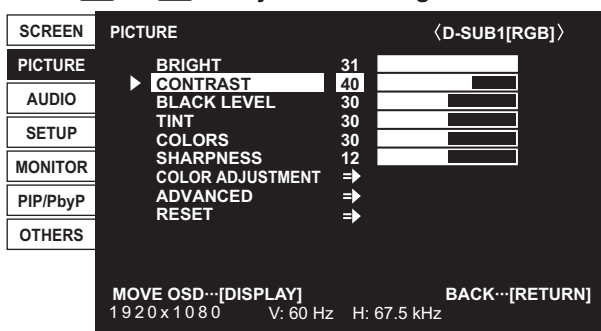 SCREEN
PICTURE
AUDIO
SETUP
MONITOR
PIP/PbyP
OTHERS
PICTURE 〈D-SUB1[RGB]〉
BRIGHT 31
CONTRAST 40
BLACK LEVEL 30
TINT 30
COLORS 30
SHARPNESS 12
COLOR ADJUSTMENT
ADVANCED
RESET
MOVE OSD···[DISPLAY] BACK···[RETURN]
1920x1080 V: 60 Hz H: 67.5 kHz